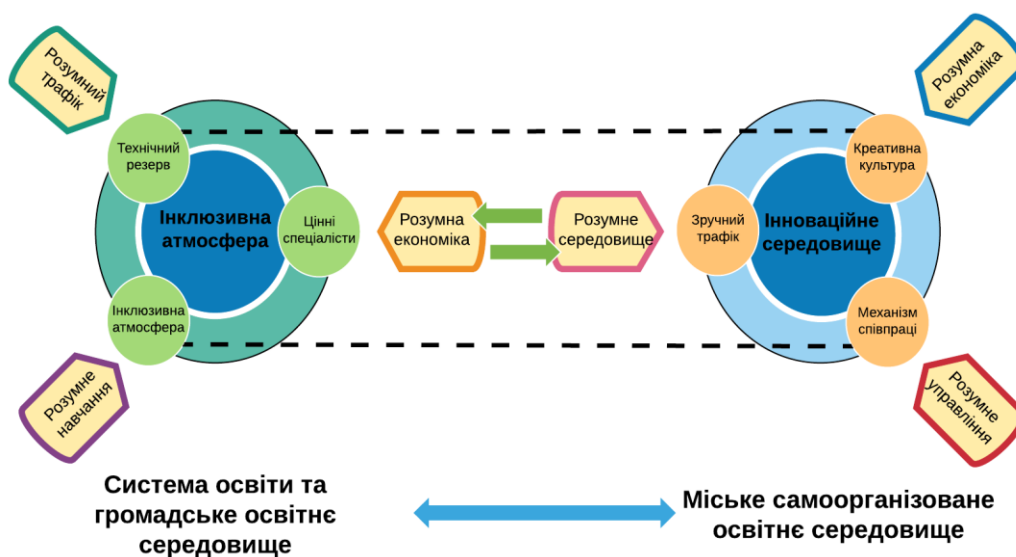 Розумний
трафік
Розумна
економіка
Технічний
резерв
Креативна
культура
Інклюзивна
атмосфера
Цінні
спеціалісти
Розумна
економіка
Розумне
середовище
Зручний
трафік
Інноваційне
середовище
Інклюзивна
атмосфера
Механізм
співпраці
Розумне
навчання
Розумне
управління
Система освіти та
громадське освітнє
середовище
Міське самоорганізоване
освітнє середовище